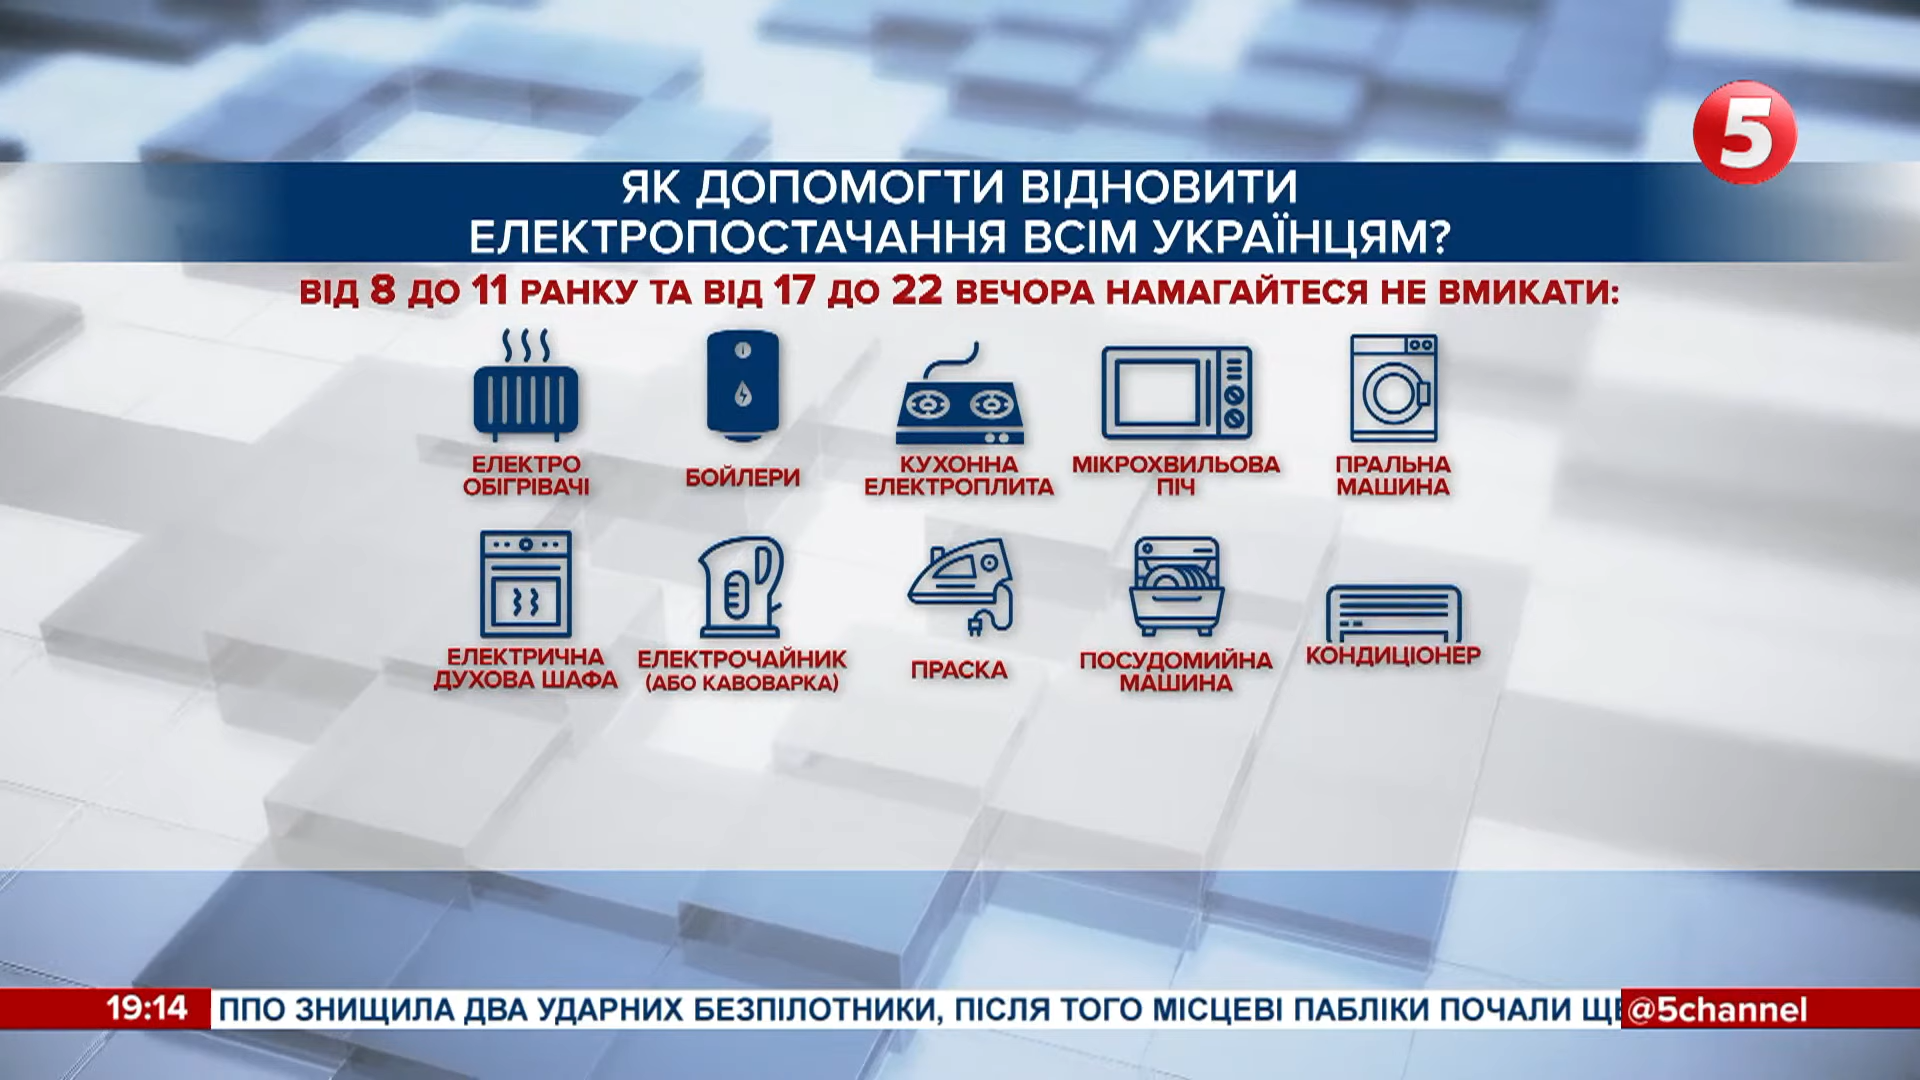 5
ЯК ДОПОМОГТИ ВІДНОВИТИ
ЕЛЕКТРОПОСТАЧАННЯ ВСІМ УКРАЇНЦЯМ?
ВІД 8 ДО 11 РАНКУ ТА ВІД 17 ДО 22 ВЕЧОРА НАМАГАЙТЕСЯ НЕ ВМИКАТИ:
ЕЛЕКТРО
ОБІГРІВАЧІ
БОЙЛЕРИ
КУХОННА
ЕЛЕКТРОПЛИТА
МІКРОХВИЛЬОВА
ПІЧ
ПРАЛЬНА
МАШИНА
ЕЛЕКТРИЧНА
ДУХОВА ШАФА
ЕЛЕКТРОЧАЙНИК
(АБО КАВОВАРКА)
ПРАСКА
ПОСУДОМИЙНА
МАШИНА
КОНДИЦІОНЕР
19:14
ППО ЗНИЩИЛА ДВА УДАРНИХ БЕЗПІЛОТНИКИ, ПІСЛЯ ТОГО МІСЦЕВІ ПАБЛІКИ ПОЧАЛИ
@5channel